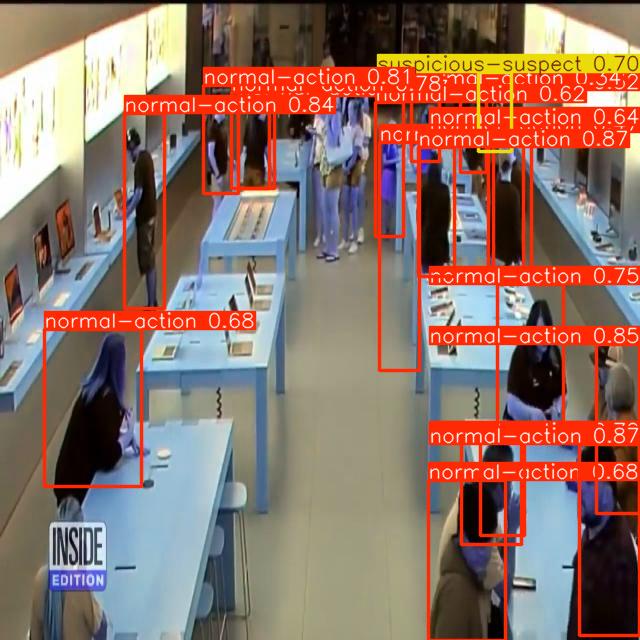 suspicious-suspect 0.70
normal-action 0.81
normal-action 0.62
normal-action 0.84
normal-action 0.64
normal-action 0.87
normal-action 0.75
normal-action 0.68
normal-action 0.85
normal-action 0.87
normal-action 0.68
INSIDE
EDITION